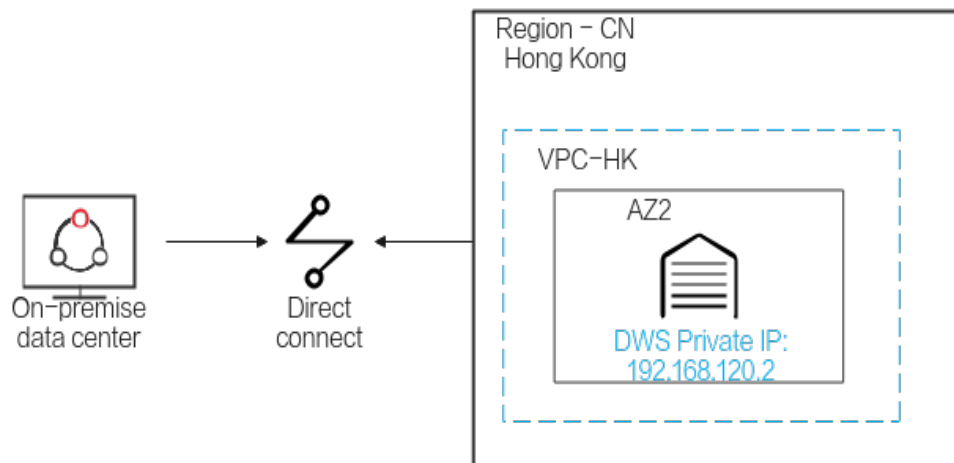 Region - CN
Hong Kong
VPC-HK
AZ2
DWS Private IP:
192.168.120.2
On-premise
data center
Direct
connect